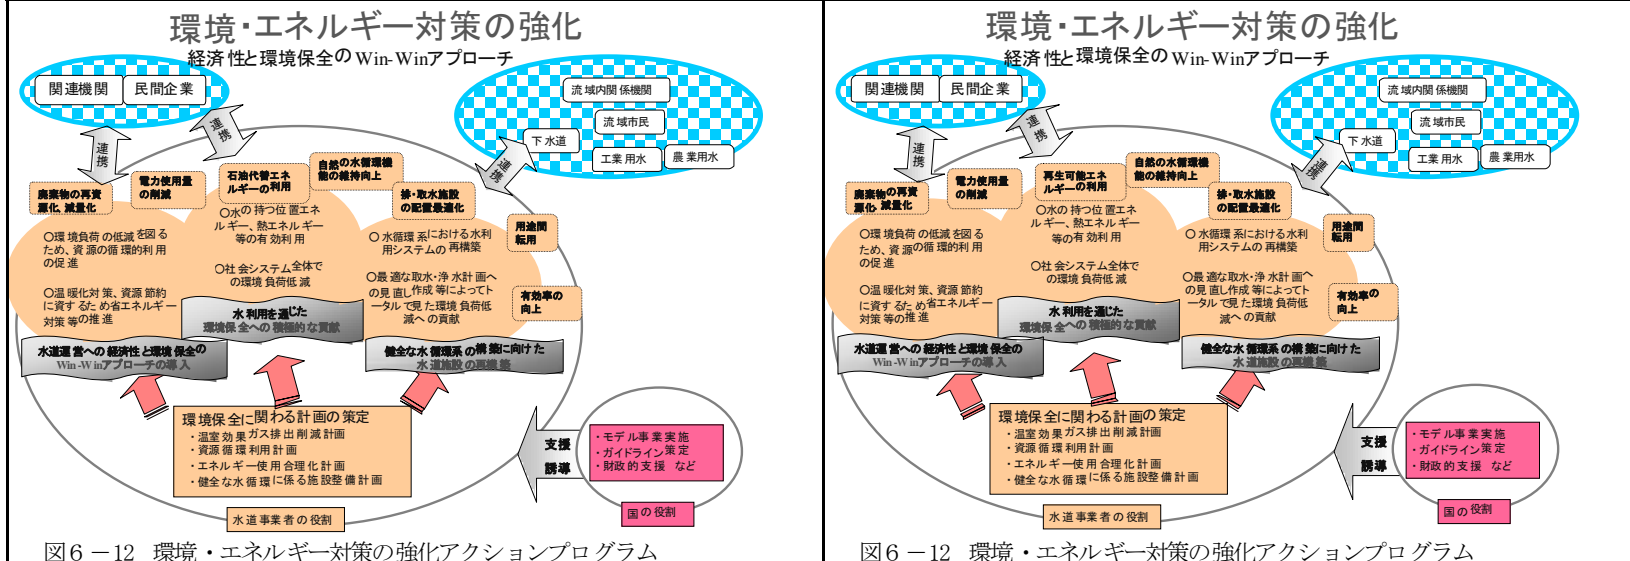 環境・エネルギー対策の強化
経済性と環境保全のWin-Winアプローチ
関連機関
民間企業
連携
連携
流域内関係機関
流域市民
下水道
工業用水
農業用水
連携
廃棄物の再資
源化、減量化
電力使用量
の削減
石油代替エネ
ルギーの利用
自然の水循環機
能の維持向上
排・取水施設
の配置最適化
用途間
転用
有効率の
向上
○環境負荷の低減を図る
ため、資源の循環的利用
の促進
○温暖化対策、資源節約
に資するため省エネルギー
対策等の推進
○水の持つ位置エネ
ルギー、熱エネルギー
等の有効利用
○社会システム全体で
の環境負荷低減
○水循環系における水利
用システムの再構築
○最適な取水・浄水計画へ
の見直し作成等によってト
ータルで見た環境負荷低
減への貢献
水利用を通じた
環境保全への積極的な貢献
水道運営への経済性と環境保全の
Win-Winアプローチの導入
健全な水循環系の構築に向けた
水道施設の再構築
環境保全に関わる計画の策定
・温室効果ガス排出削減計画
・資源循環利用計画
・エネルギー使用合理化計画
・健全な水循環に係る施設整備計画
水道事業者の役割
支援
誘導
・モデル事業実施
・ガイドライン策定
・財政的支援 など
国の役割
図6－12 環境・エネルギー対策の強化アクションプログラム
環境・エネルギー対策の強化
経済性と環境保全のWin-Winアプローチ
関連機関
民間企業
連携
連携
流域内関係機関
流域市民
下水道
工業用水
農業用水
連携
廃棄物の再資
源化、減量化
電力使用量
の削減
再生可能エネ
ルギーの利用
自然の水循環機
能の維持向上
排・取水施設
の配置最適化
用途間
転用
有効率の
向上
○環境負荷の低減を図る
ため、資源の循環的利用
の促進
○温暖化対策、資源節約
に資するため省エネルギー
対策等の推進
○水の持つ位置エネ
ルギー、熱エネルギー
等の有効利用
○社会システム全体で
の環境負荷低減
○水循環系における水利
用システムの再構築
○最適な取水・浄水計画へ
の見直し作成等によってト
ータルで見た環境負荷低
減への貢献
水利用を通じた
環境保全への積極的な貢献
水道運営への経済性と環境保全の
Win-Winアプローチの導入
健全な水循環系の構築に向けた
水道施設の再構築
環境保全に関わる計画の策定
・温室効果ガス排出削減計画
・資源循環利用計画
・エネルギー使用合理化計画
・健全な水循環に係る施設整備計画
水道事業者の役割
支援
誘導
・モデル事業実施
・ガイドライン策定
・財政的支援 など
国の役割
図6－12 環境・エネルギー対策の強化アクションプログラム